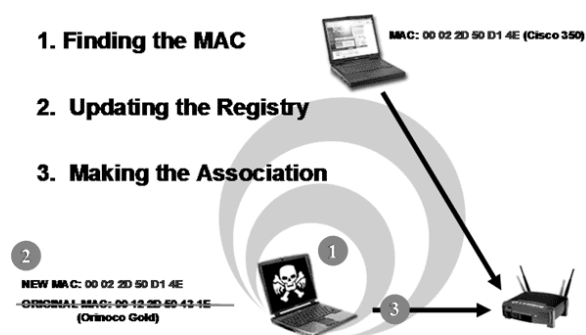 1. Finding the MAC
MAC: 00 02 2D 50 D1 4E (Cisco 350)
2. Updating the Registry
3. Making the Association
1
2
NEW MAC: 00 02 2D 50 D1 4E
ORIGINAL MAC: 00 12 2D 50 43 1E
(Orinoco Gold)
3